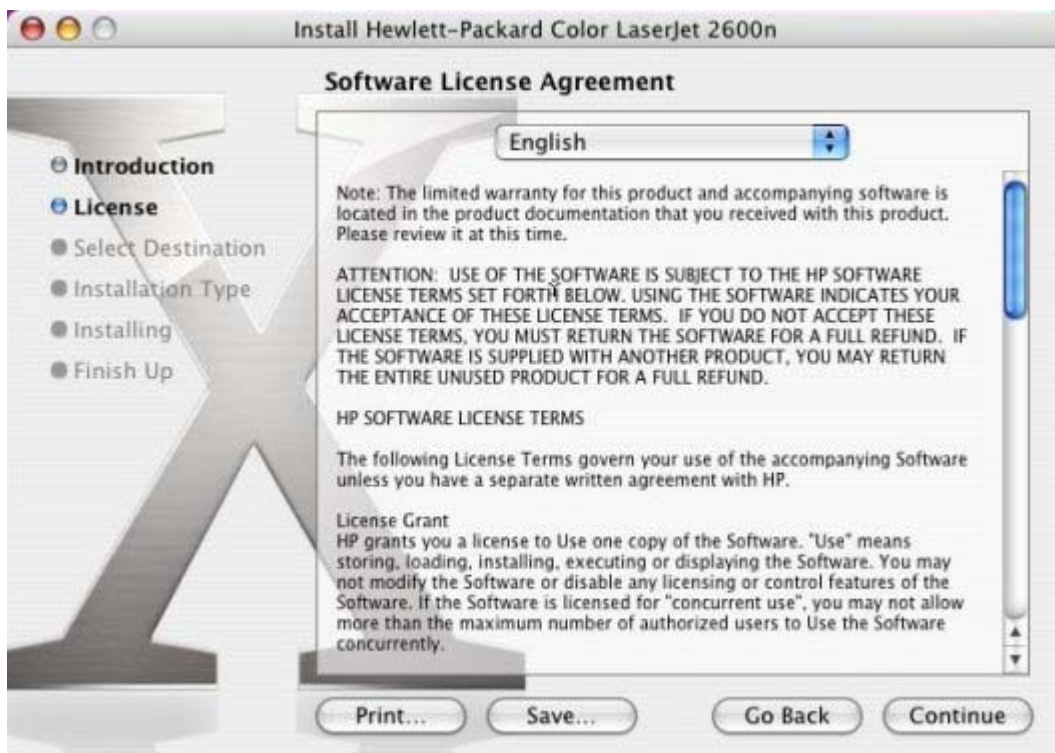 Install Hewlett-Packard Color LaserJet 2600n
Software License Agreement
Introduction
License
Select Destination
Installation Type
Installing
Finish Up
English
Note: The limited warranty for this product and accompanying software is
located in the product documentation that you received with this product.
Please review it at this time.
ATTENTION: USE OF THE SOFTWARE IS SUBJECT TO THE HP SOFTWARE
LICENSE TERMS SET FORTH BELOW. USING THE SOFTWARE INDICATES YOUR
ACCEPTANCE OF THESE LICENSE TERMS. IF YOU DO NOT ACCEPT THESE
LICENSE TERMS, YOU MUST RETURN THE SOFTWARE FOR A FULL REFUND. IF
THE SOFTWARE IS SUPPLIED WITH ANOTHER PRODUCT, YOU MAY RETURN
THE ENTIRE UNUSED PRODUCT FOR A FULL REFUND.
HP SOFTWARE LICENSE TERMS
The following License Terms govern your use of the accompanying Software
unless you have a separate written agreement with HP.
License Grant
HP grants you a license to Use one copy of the Software. "Use" means
storing, loading, installing, executing or displaying the Software. You may
not modify the Software or disable any licensing or control features of the
Software. If the Software is licensed for "concurrent use", you may not allow
more than the maximum number of authorized users to Use the Software
concurrently.
Print...
Save...
Go Back
Continue